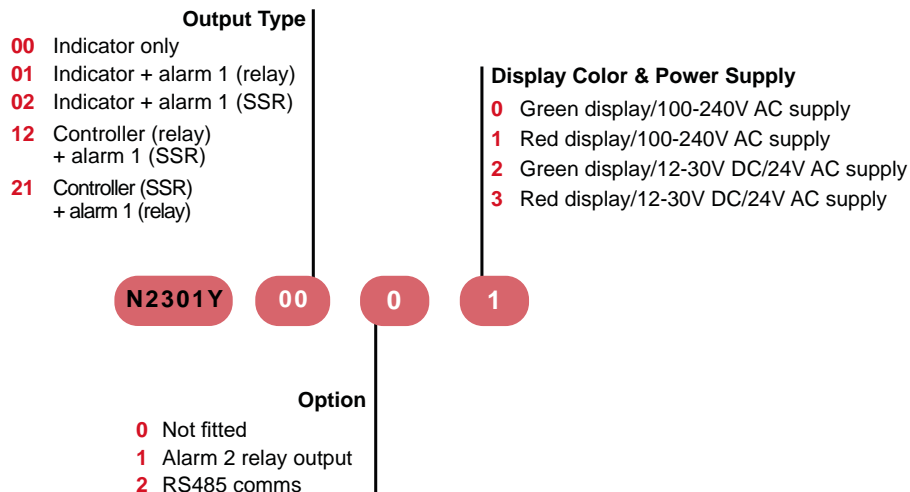 Output Type
00 Indicator only
01 Indicator + alarm 1 (relay)
02 Indicator + alarm 1 (SSR)
12 Controller (relay)
+ alarm 1 (SSR)
21 Controller (SSR)
+ alarm 1 (relay)
Display Color & Power Supply
0 Green display/100-240V AC supply
1 Red display/100-240V AC supply
2 Green display/12-30V DC/24V AC supply
3 Red display/12-30V DC/24V AC supply
N2301Y 00 0 1
Option
0 Not fitted
1 Alarm 2 relay output
2 RS485 comms